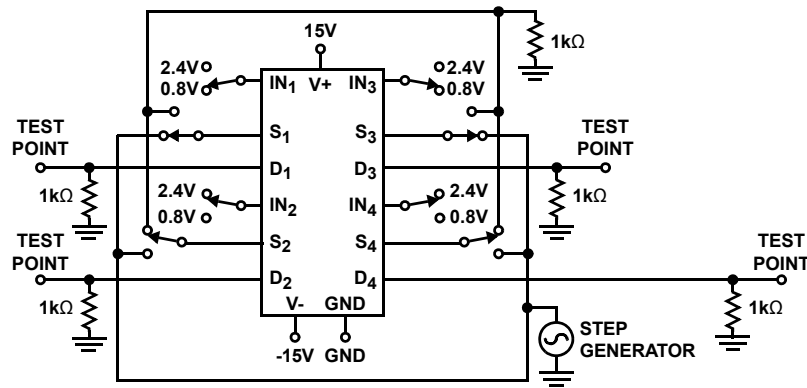 15V
1kΩ
2.4V
0.8V
IN1
V+
IN3
2.4V
0.8V
TEST
POINT
S1
S3
TEST
POINT
D1
D3
1kΩ
2.4V
0.8V
IN2
IN4
2.4V
0.8V
1kΩ
TEST
POINT
S2
S4
TEST
POINT
D2
D4
1kΩ
V-
GND
1kΩ
-15V
GND
STEP
GENERATOR